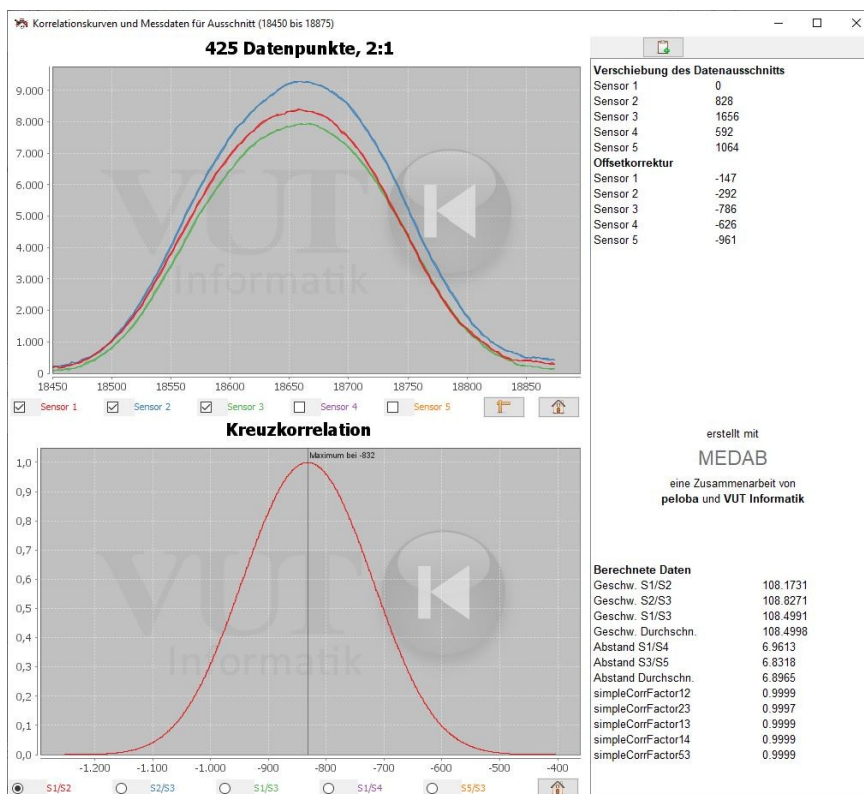 Korrelationskurven und Messdaten für Ausschnitt (18450 bis 18875)
425 Datenpunkte, 2:1
9.000
8.000
7.000
6.000
5.000
4.000
3.000
2.000
1.000
0
VUT
Informatik
18450 18500 18550 18600 18650 18700 18750 18800 18850
Sensor 1 Sensor 2 Sensor 3 Sensor 4 Sensor 5
Kreuzkorrelation
Maximum bei -832
1,0
0,9
0,8
0,7
0,6
0,5
0,4
0,3
0,2
0,1
0,0
VUT
Informatik
-1.200 -1.100 -1.000 -900 -800 -700 -600 -500 -400
S1/S2 S2/S3 S1/S3 S1/S4 S5/S3
Verschiebung des Datenausschnitts
Sensor 1 0
Sensor 2 828
Sensor 3 1656
Sensor 4 592
Sensor 5 1064
Offsetkorrektur
Sensor 1 -147
Sensor 2 -292
Sensor 3 -786
Sensor 4 -626
Sensor 5 -961
erstellt mit
MEDAB
eine Zusammenarbeit von
peloba und VUT Informatik
Berechnete Daten
Geschw. S1/S2 108.1731
Geschw. S2/S3 108.8271
Geschw. S1/S3 108.4991
Geschw. Durchschn. 108.4998
Abstand S1/S4 6.9613
Abstand S3/S5 6.8318
Abstand Durchschn. 6.8965
simpleCorrFactor12 0.9999
simpleCorrFactor23 0.9997
simpleCorrFactor13 0.9999
simpleCorrFactor14 0.9999
simpleCorrFactor53 0.9999